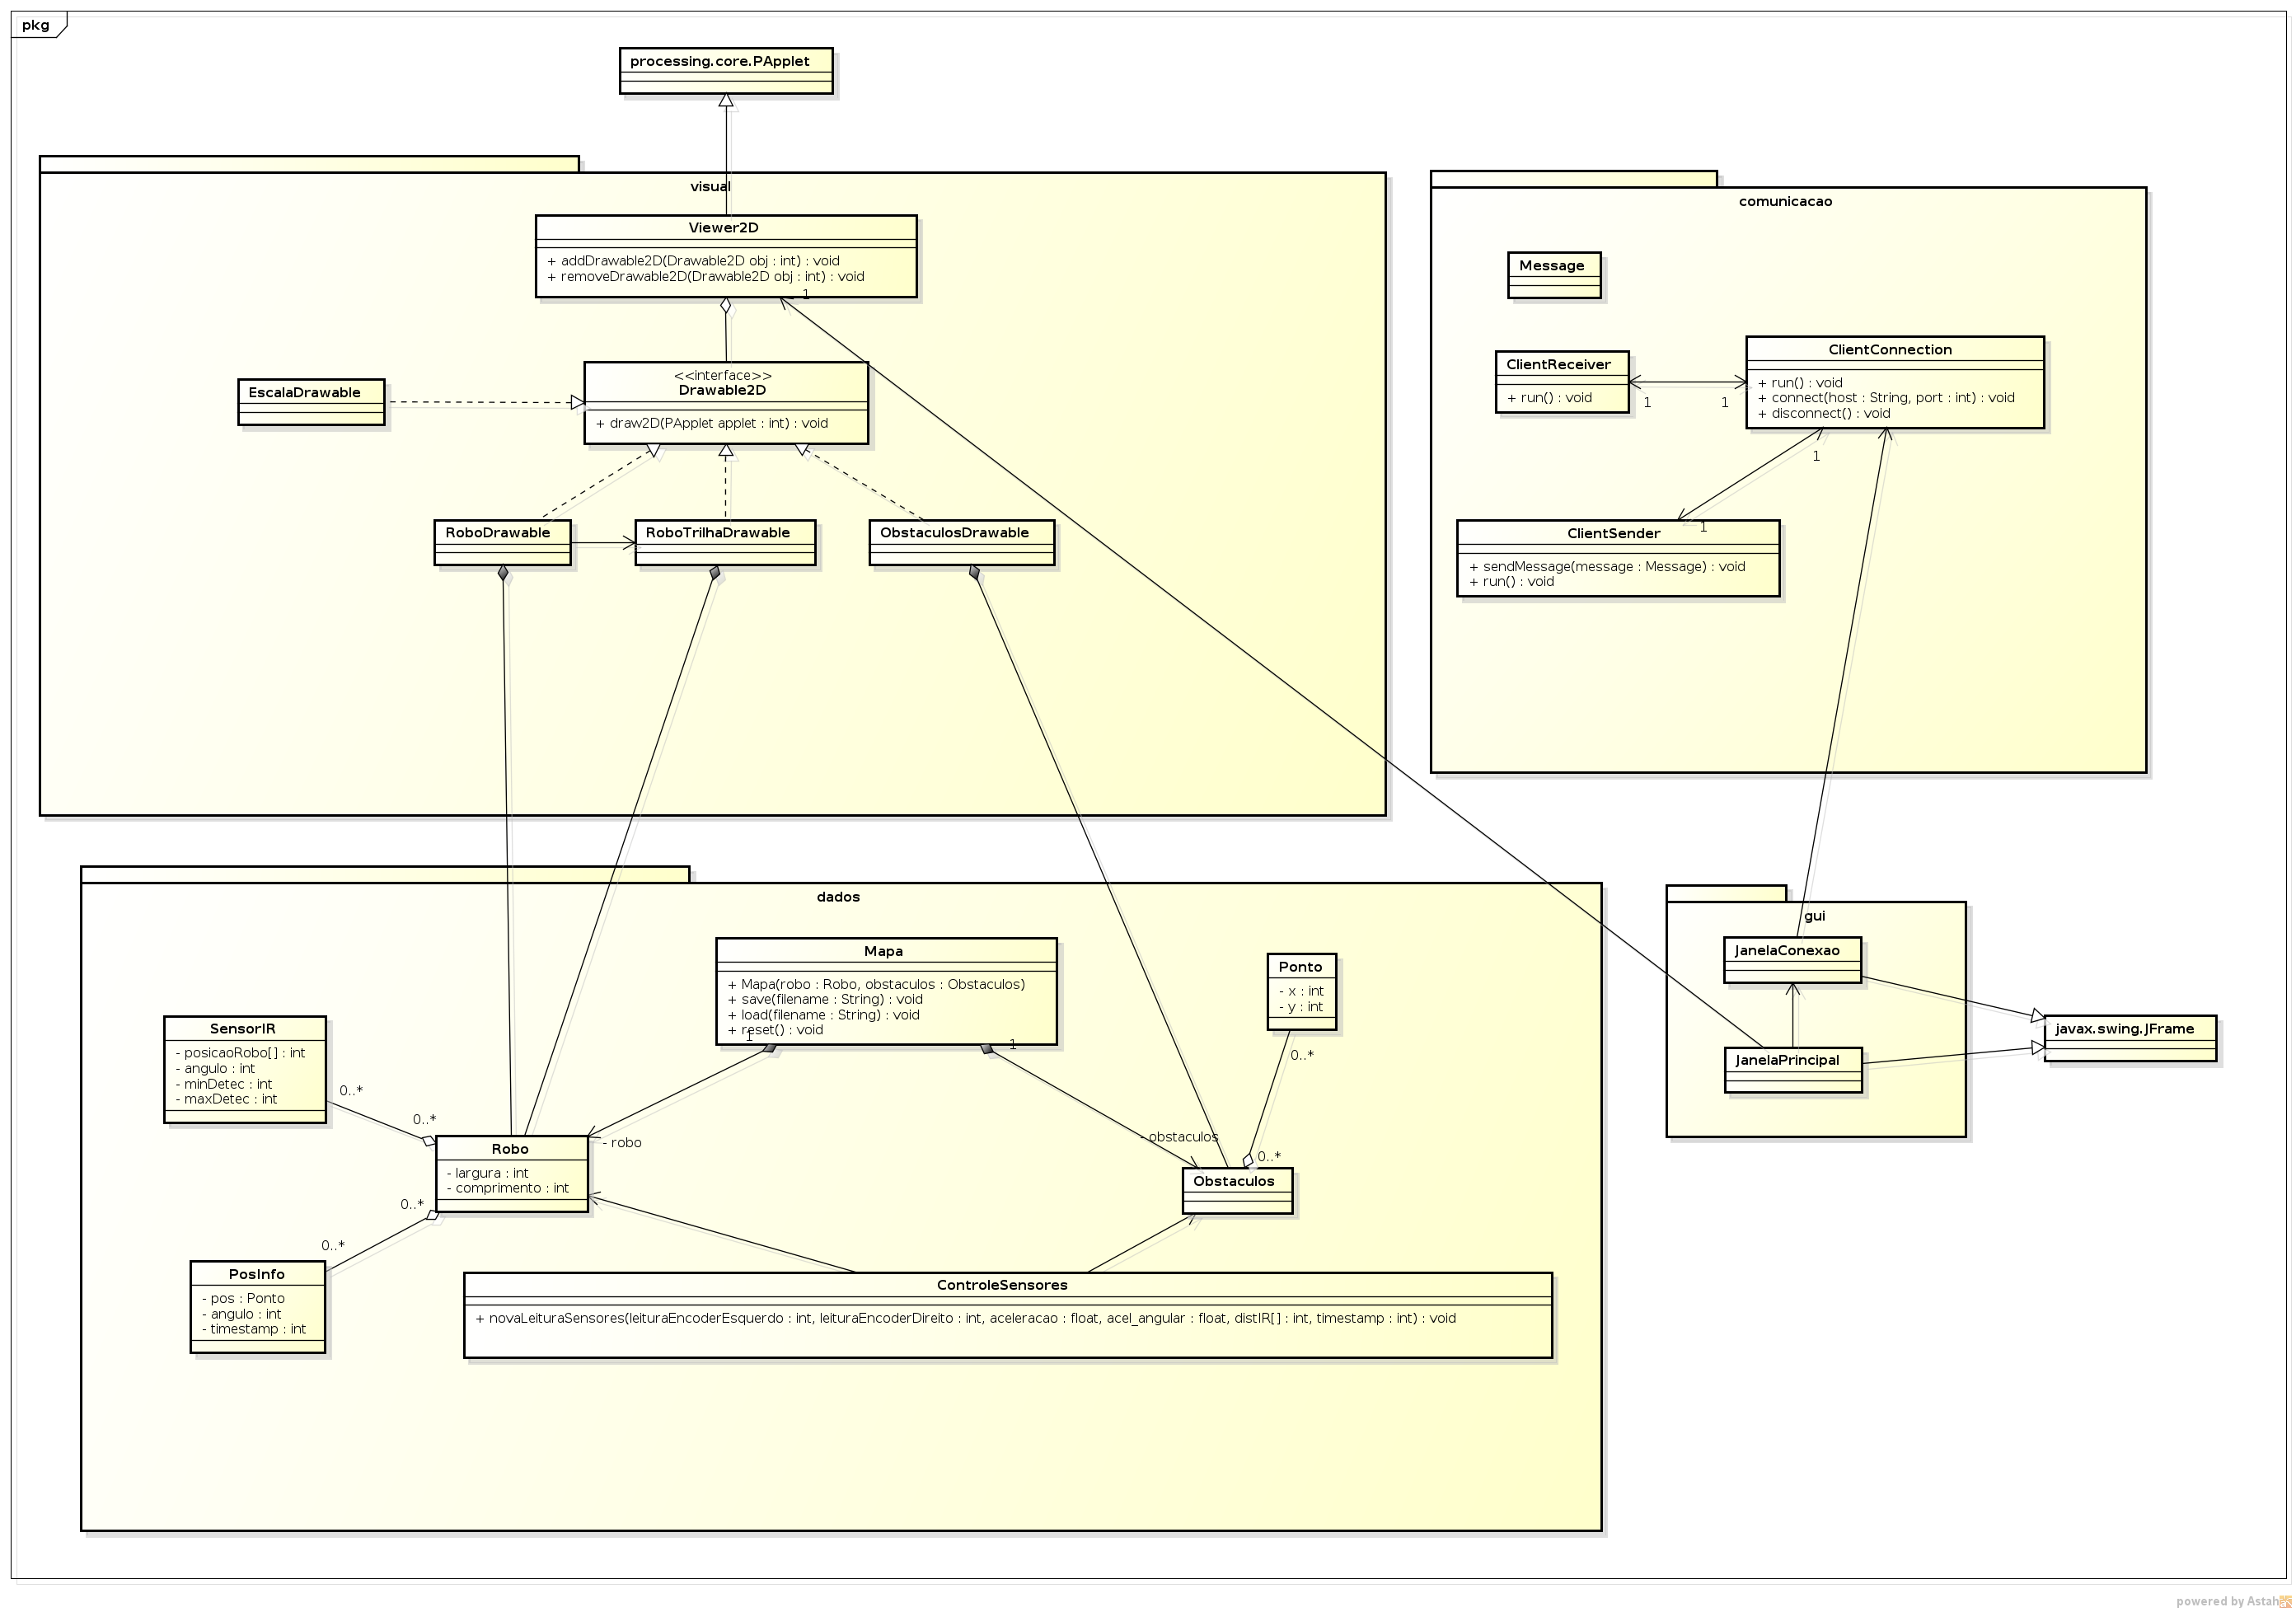 pkg
processing.core.PApplet
visual
Viewer2D
+ addDrawable2D(Drawable2D obj : int) : void
+ removeDrawable2D(Drawable2D obj : int) : void
1
<<interface>>
Drawable2D
+ draw2D(PApplet applet : int) : void
EscalaDrawable
RoboDrawable
RoboTrilhaDrawable
ObstaculosDrawable
comunicacao
Message
ClientReceiver
+ run() : void
1
1
ClientConnection
+ run() : void
+ connect(host : String, port : int) : void
+ disconnect() : void
1
1
ClientSender
+ sendMessage(message : Message) : void
+ run() : void
dados
Mapa
+ Mapa(robo : Robo, obstaculos : Obstaculos)
+ save(filename : String) : void
+ load(filename : String) : void
+ reset() : void
1
1
Ponto
- x : int
- y : int
0..*
0..*
SensorIR
- posicaoRobo[] : int
- angulo : int
- minDetec : int
- maxDetec : int
0..*
0..*
- robo
- obstaculos
Robo
- largura : int
- comprimento : int
Obstaculos
0..*
0..*
PosInfo
- pos : Ponto
- angulo : int
- timestamp : int
ControleSensores
+ novaLeituraSensores(leituraEncoderEsquerdo : int, leituraEncoderDireito : int, aceleracao : float, acel_angular : float, distIR[] : int, timestamp : int) : void
gui
JanelaConexao
JanelaPrincipal
javax.swing.JFrame
powered by Astah